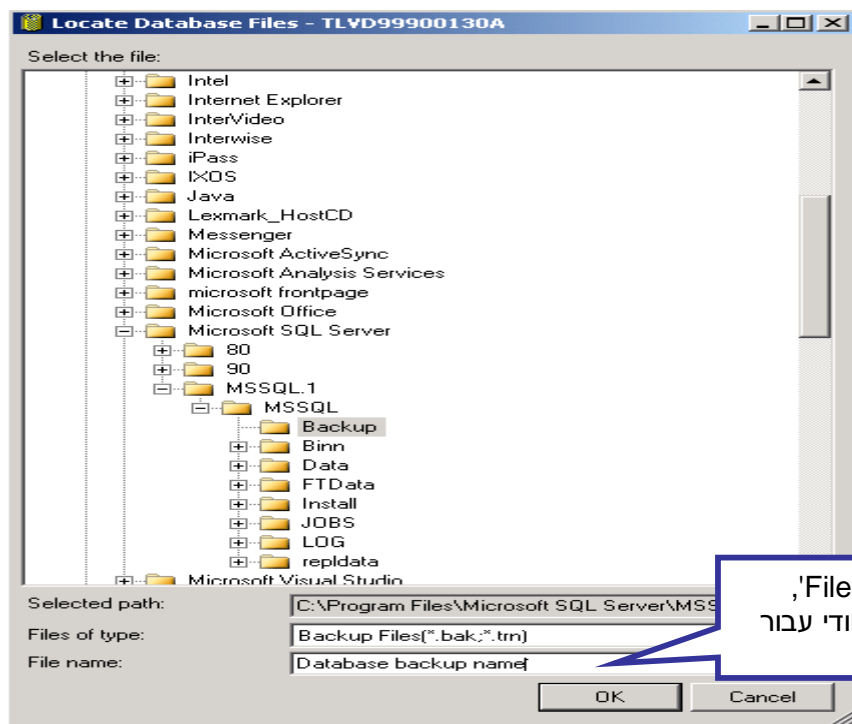 Locate Database Files - TLVD99900130A
Select the file:
Intel
Internet Explorer
InterVideo
Interwise
iPass
IXOS
Java
Lexmark_HostCD
Messenger
Microsoft ActiveSync
Microsoft Analysis Services
microsoft frontpage
Microsoft Office
Microsoft SQL Server
80
90
MSSQL.1
MSSQL
Backup
Binn
Data
FTData
Install
JOBS
LOG
repldata
Microsoft Visual Studio
Selected path:
C:\Program Files\Microsoft SQL Server\MSS
Files of type:
Backup Files(*.bak;*.trn)
File name:
Database backup name
,'File
עבור
OK
Cancel